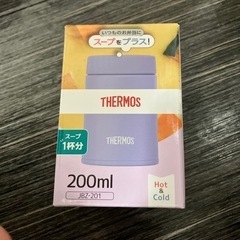 いつものお弁当に
スープをプラス!
THERMOS
THERMOS
スープ
1杯分
200ml
JBZ-201
Hot
&
Cold